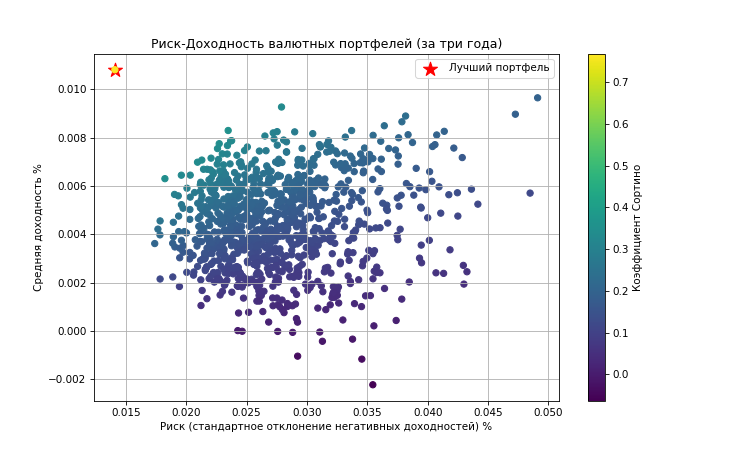 Риск-Доходность валютных портфелей (за три года)
Лучший портфель
0.010
0.008
0.006
0.004
0.002
0.000
−0.002
Средняя доходность %
0.015 0.020 0.025 0.030 0.035 0.040 0.045 0.050
Риск (стандартное отклонение негативных доходностей) %
0.7
0.6
0.5
0.4
0.3
0.2
0.1
0.0
Коэффициент Сортино